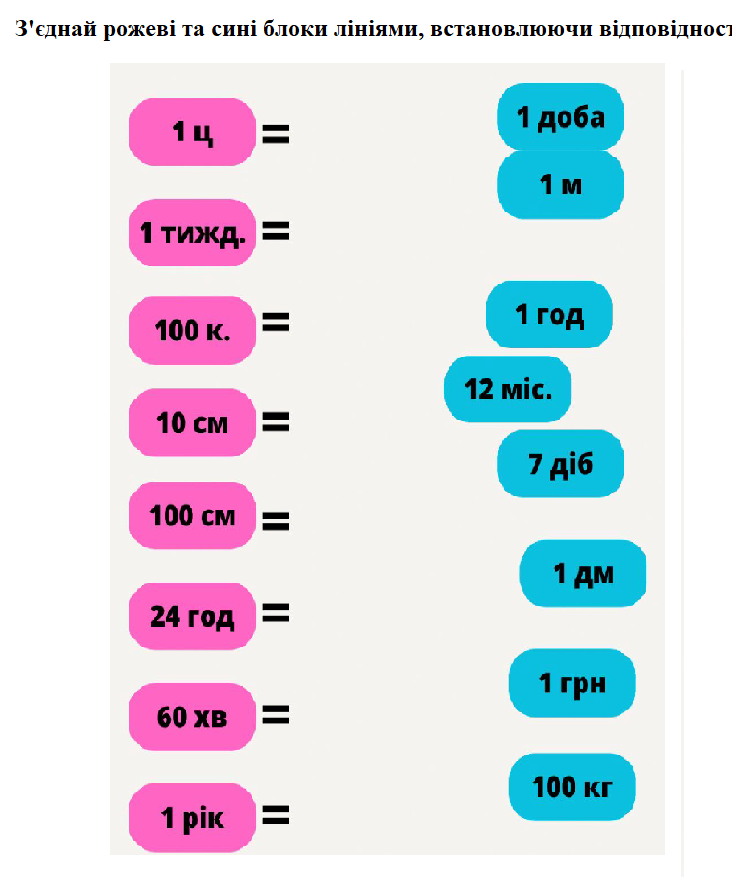 З'єднай рожеві та сині блоки лініями, встановлюючи відповідност
1 ц =
1 доба
1 м
1 тижд. =
100 к. =
1 год
12 міс.
10 см =
7 діб
100 см =
1 дм
24 год =
1 грн
60 хв =
100 кг
1 рік =